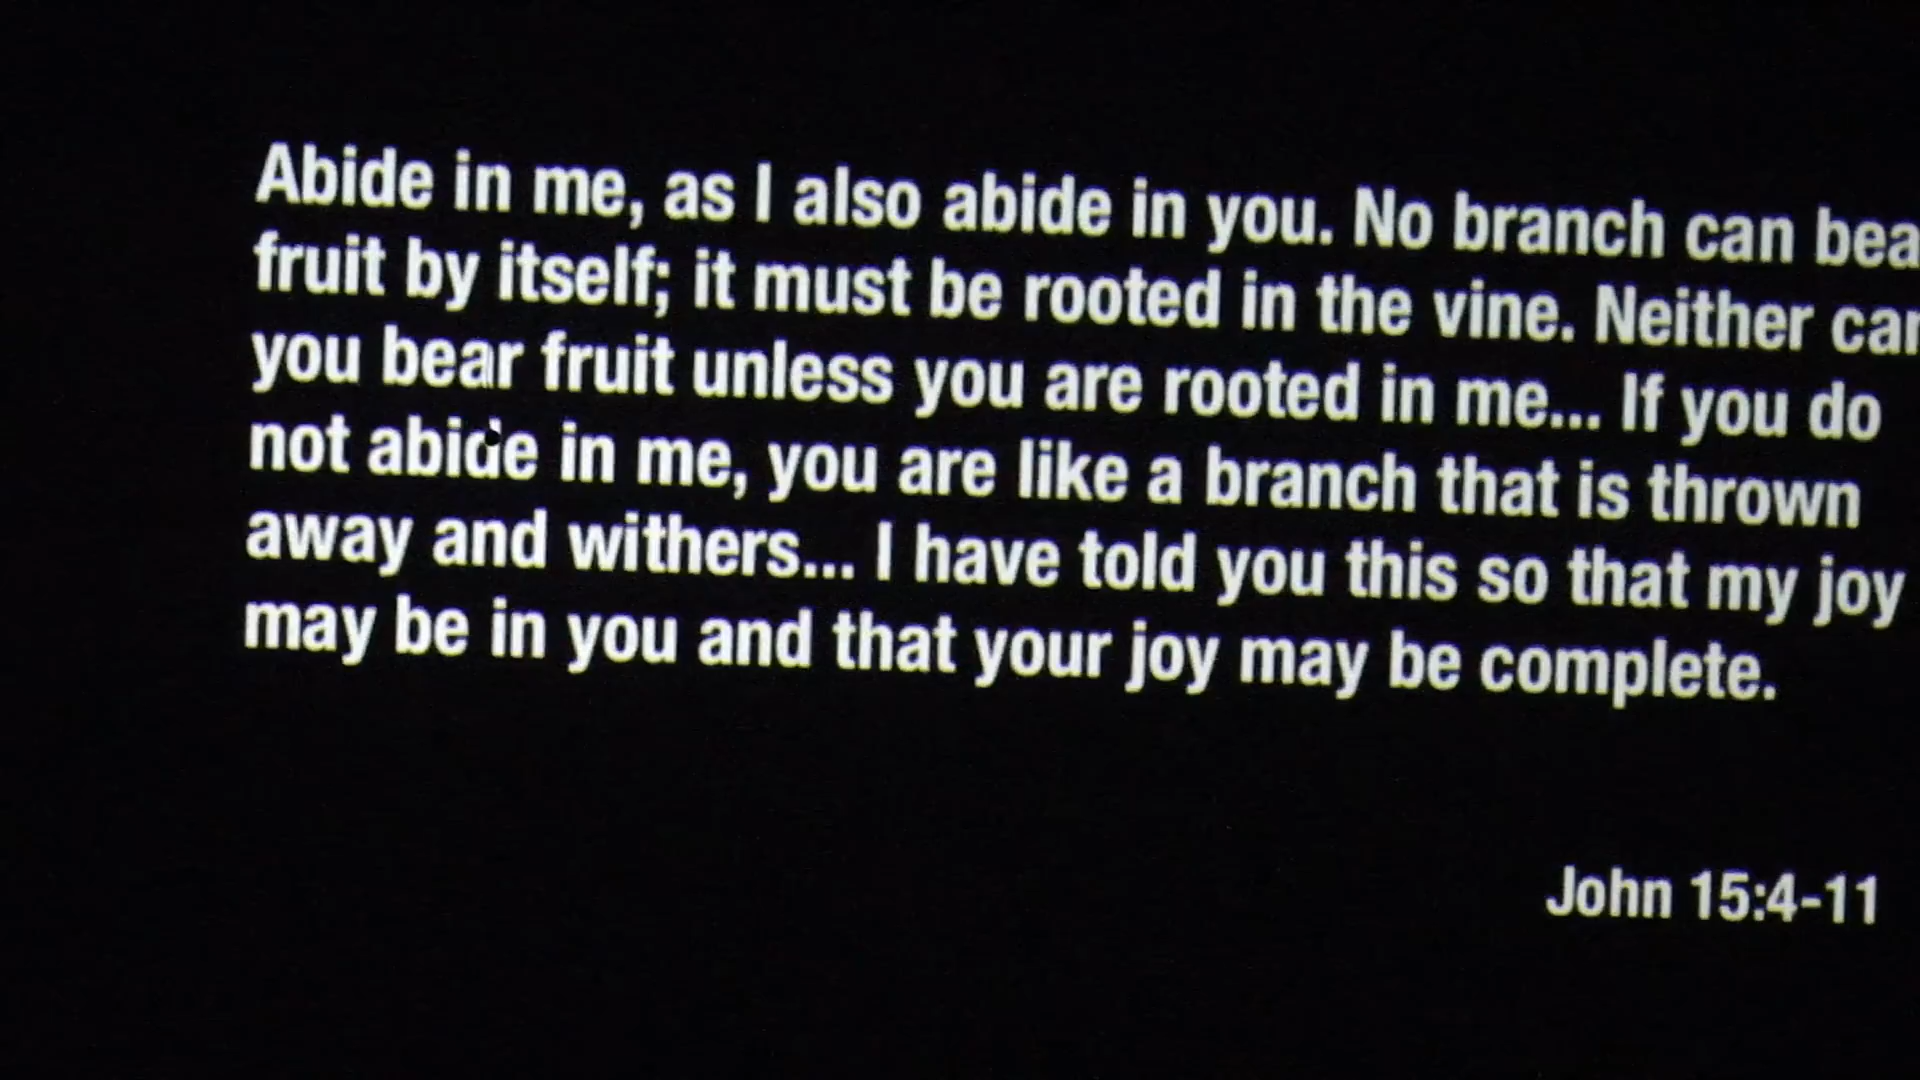 Abide in me, as I also abide in you. No branch can bea
fruit by itself; it must be rooted in the vine. Neither can
you bear fruit unless you are rooted in me... If you do
not abide in me, you are like a branch that is thrown
away and withers... I have told you this so that my joy
may be in you and that your joy may be complete.
John 15:4-11